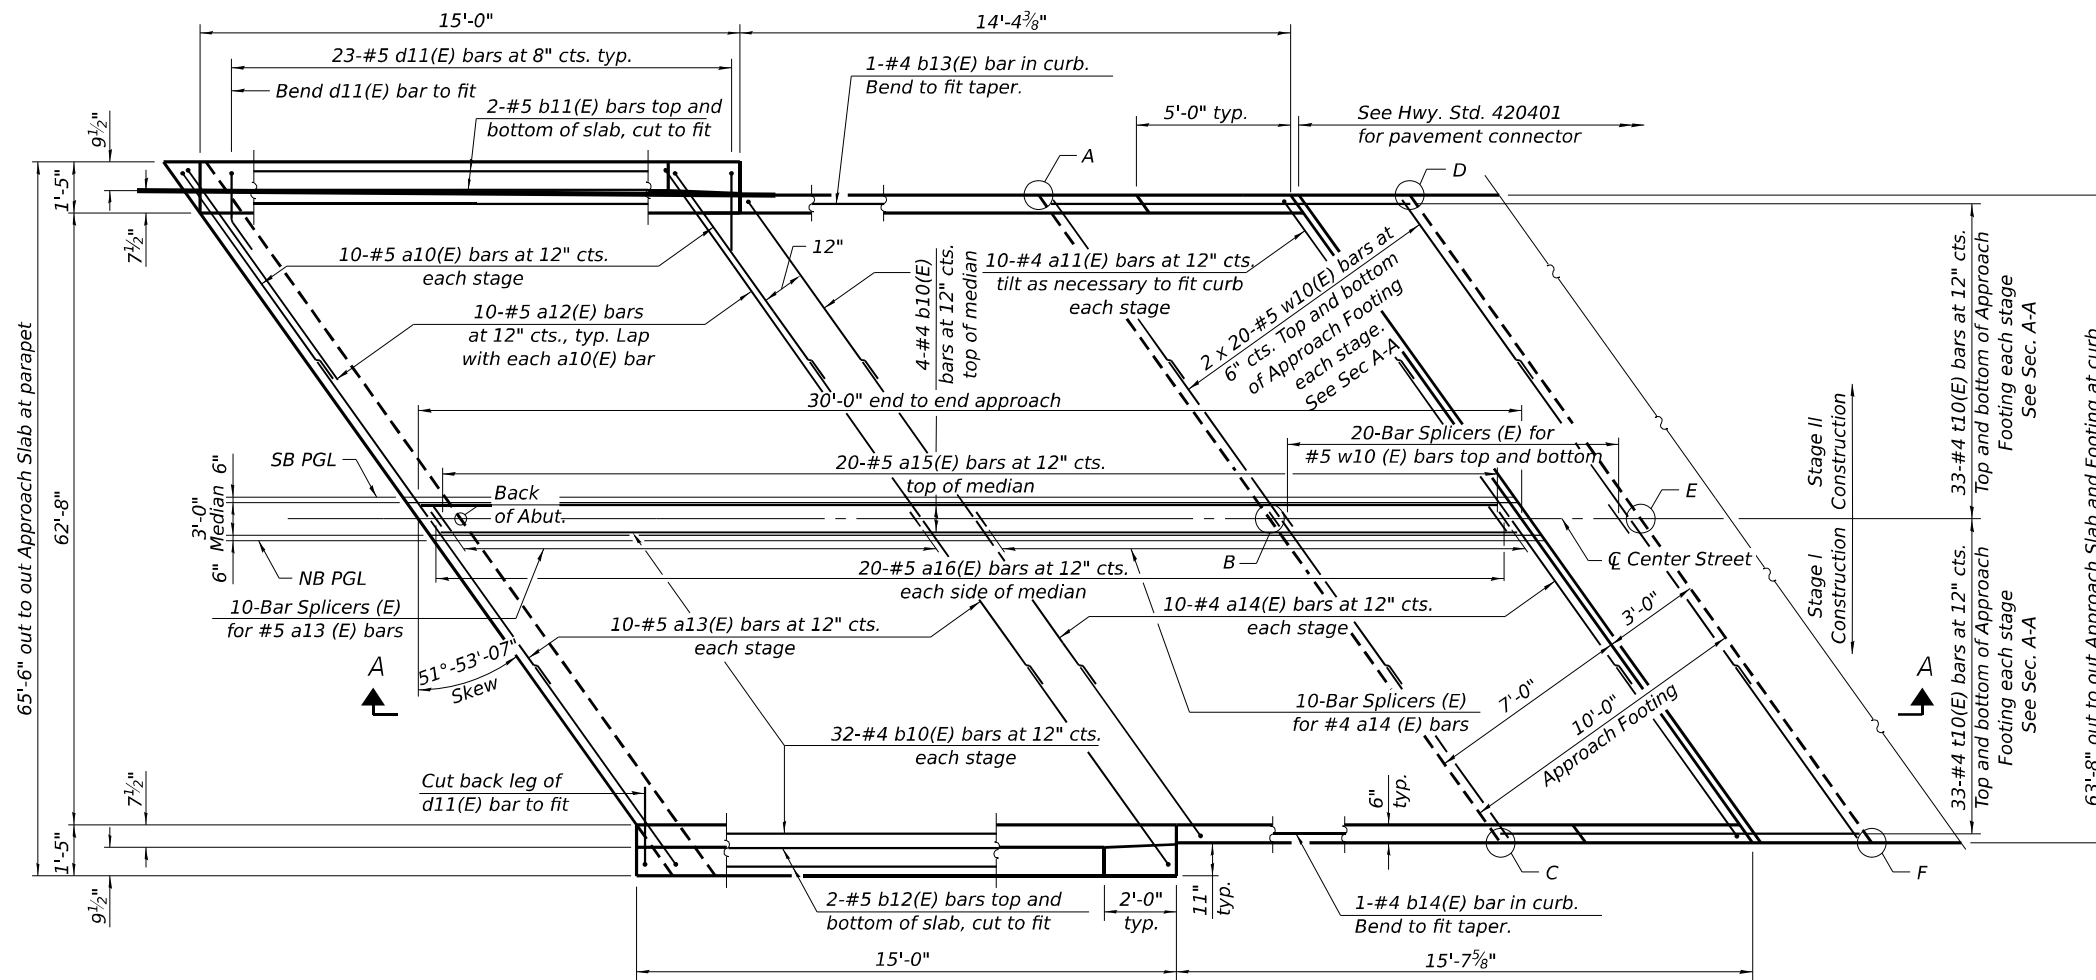 15'-0"
14'-4⅜"
23-#5 d11(E) bars at 8" cts. typ.
Bend d11(E) bar to fit
2-#5 b11(E) bars top and
bottom of slab, cut to fit
1-#4 b13(E) bar in curb.
Bend to fit taper.
5'-0" typ.
See Hwy. Std. 420401
for pavement connector
A
D
9½"
1'-5"
7½"
10-#5 a10(E) bars at 12" cts.
each stage
12"
10-#5 a12(E) bars
at 12" cts., typ. Lap
with each a10(E) bar
4-#4 b10(E)
bars at 12" cts.
top of median
10-#4 a11(E) bars at 12" cts.
tilt as necessary to fit curb
each stage
2 x 20-#5 w10(E) bars at
6" cts. Top and bottom
of Approach Footing
each stage.
See Sec A-A
33-#4 t10(E) bars at 12" cts.
Top and bottom of Approach
Footing each stage
See Sec. A-A
65'-6" out to out Approach Slab at parapet
62'-8"
30'-0" end to end approach
20-Bar Splicers (E) for
#5 w10 (E) bars top and bottom
Stage II
Construction
SB PGL
20-#5 a15(E) bars at 12" cts.
top of median
Back
of Abut.
3'-0"
Median
6"
6"
E
B
℄ Center Street
NB PGL
20-#5 a16(E) bars at 12" cts.
each side of median
Stage I
Construction
10-Bar Splicers (E)
for #5 a13 (E) bars
10-#5 a13(E) bars at 12" cts.
each stage
10-#4 a14(E) bars at 12" cts.
each stage
3'-0"
33-#4 t10(E) bars at 12" cts.
Top and bottom of Approach
Footing each stage
See Sec. A-A
63'-8" out to out Approach Slab and Footing at curb
A
51°-53'-07"
Skew
7'-0"
10'-0"
Approach Footing
A
10-Bar Splicers (E)
for #4 a14 (E) bars
32-#4 b10(E) bars at 12" cts.
each stage
Cut back leg of
d11(E) bar to fit
7½"
1'-5"
9½"
6"
typ.
C
F
2-#5 b12(E) bars top and
bottom of slab, cut to fit
2'-0"
typ.
11"
typ.
1-#4 b14(E) bar in curb.
Bend to fit taper.
15'-0"
15'-7⅝"